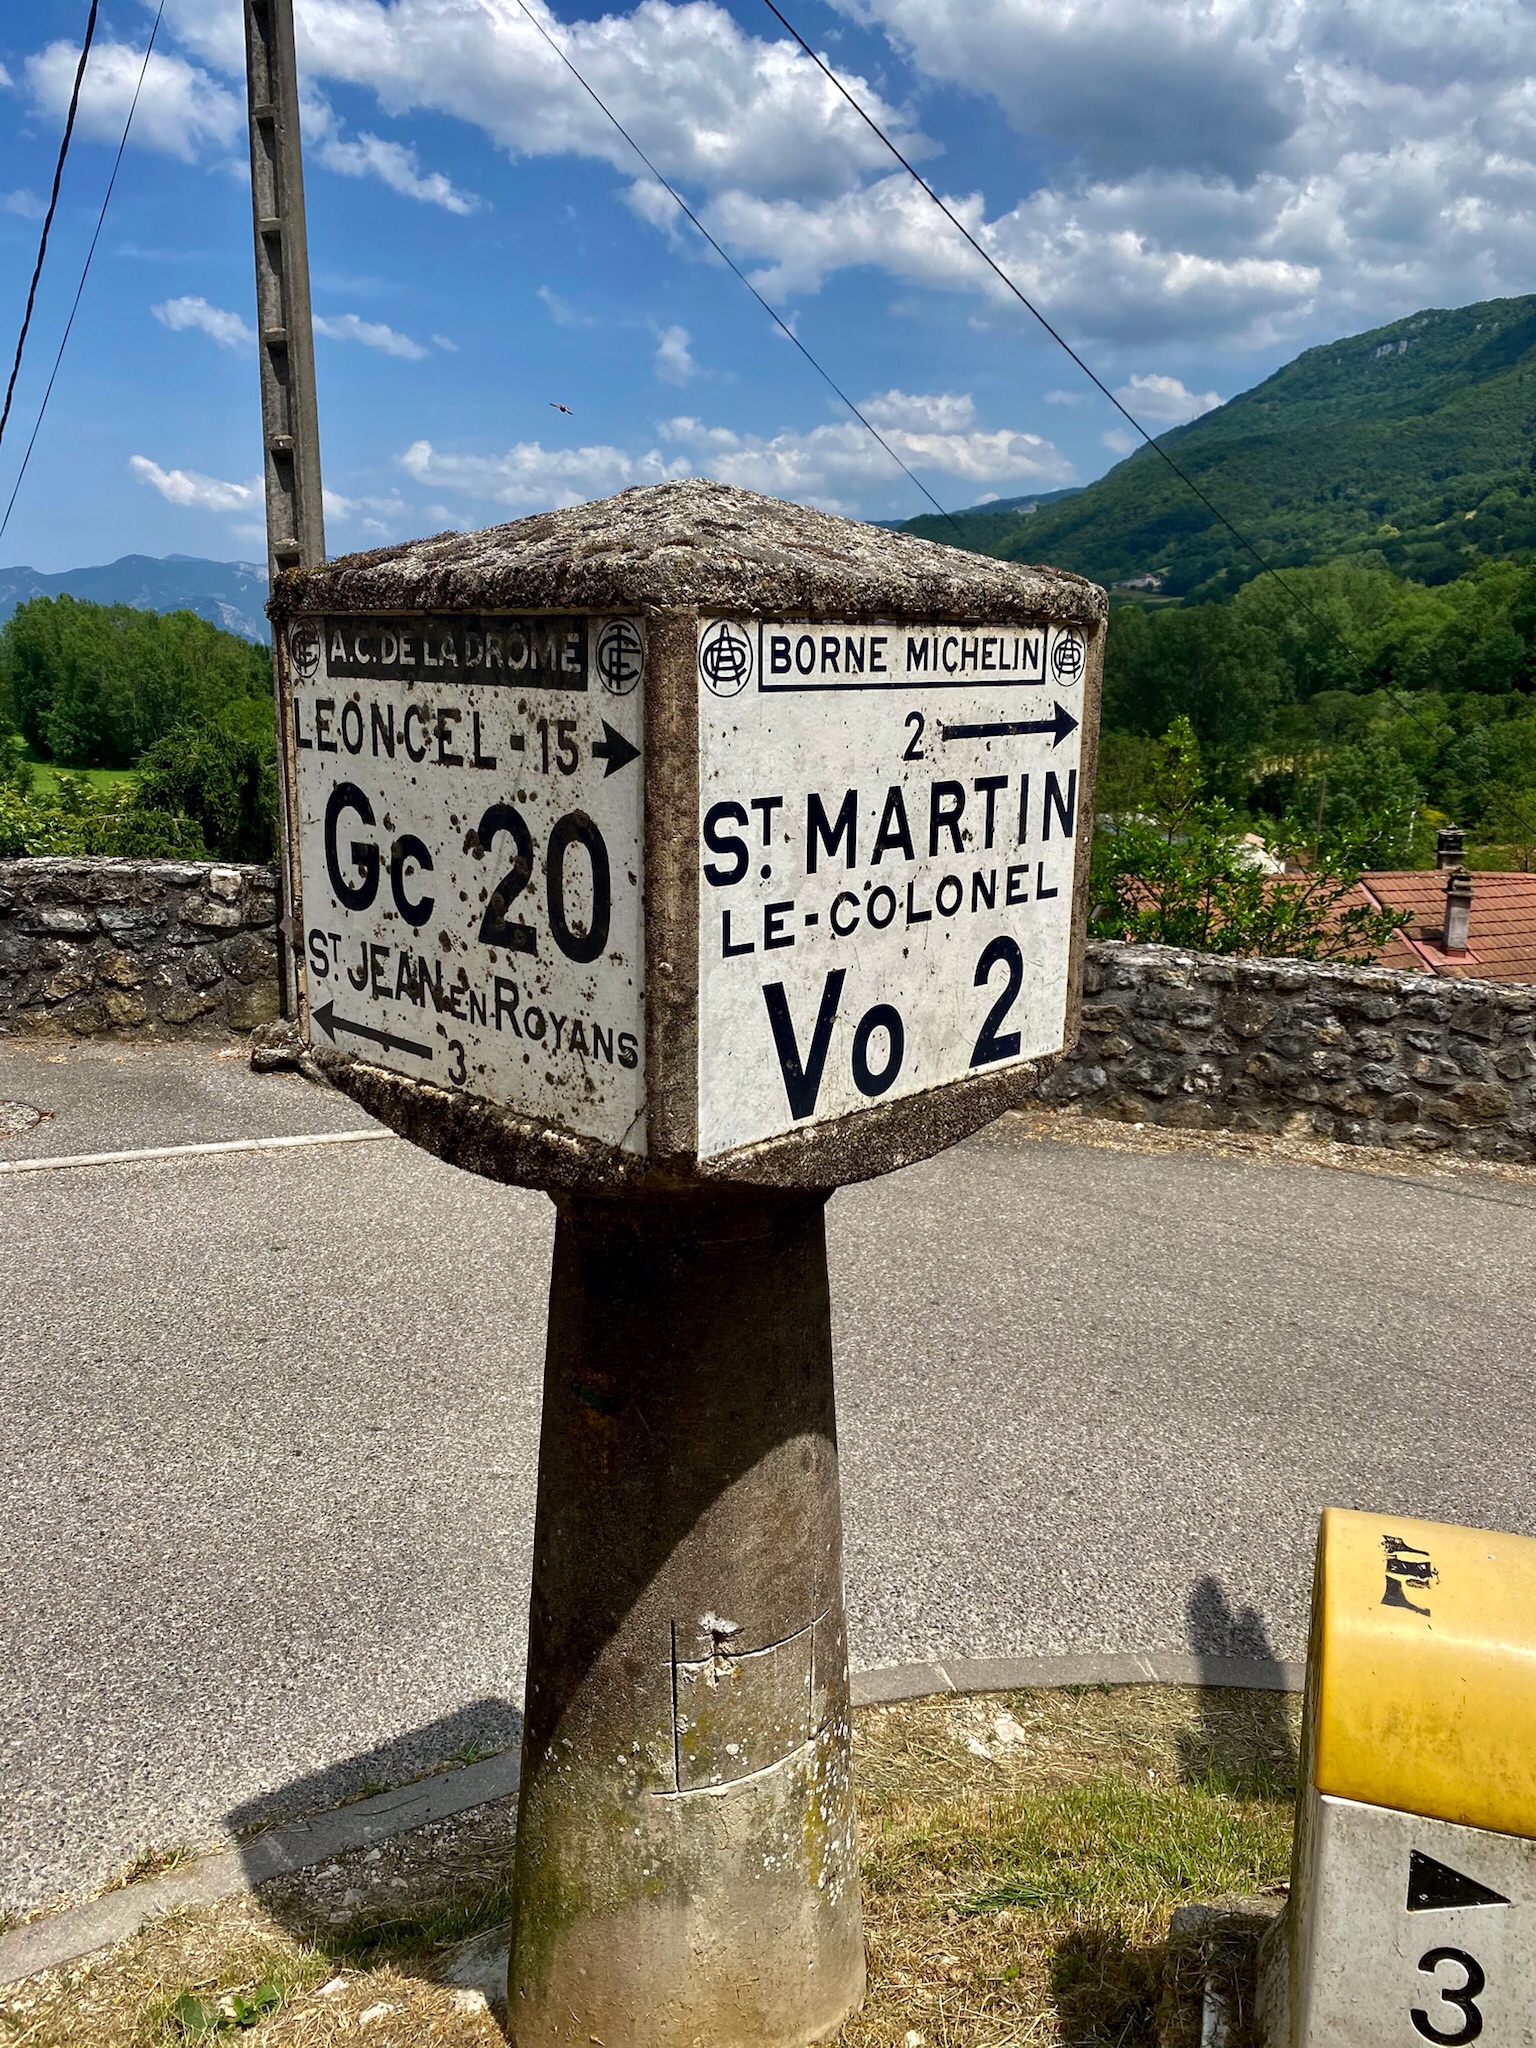 A.C. DE LA DRÔME
LEONCEL - 15
Gc 20
ST. JEAN EN ROYANS
3
BORNE MICHELIN
2
ST. MARTIN
LE-COLONEL
Vo 2
3